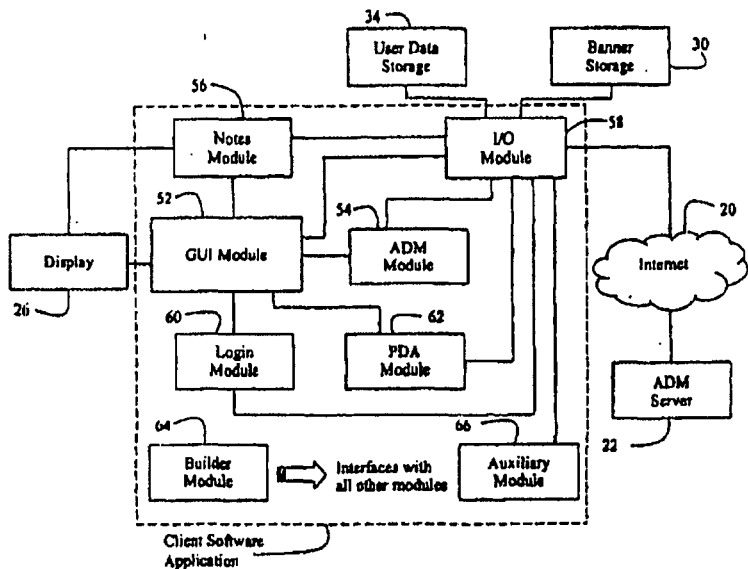 34
User Data
Storage
Banner
Storage
30
56
Notes
Module
I/O
Module
58
52
GUI Module
54
ADM
Module
20
Internet
Display
26
60
Login
Module
62
PDA
Module
ADM
Server
22
64
Builder
Module
Interfaces with
all other modules
66
Auxiliary
Module
Client Software
Application